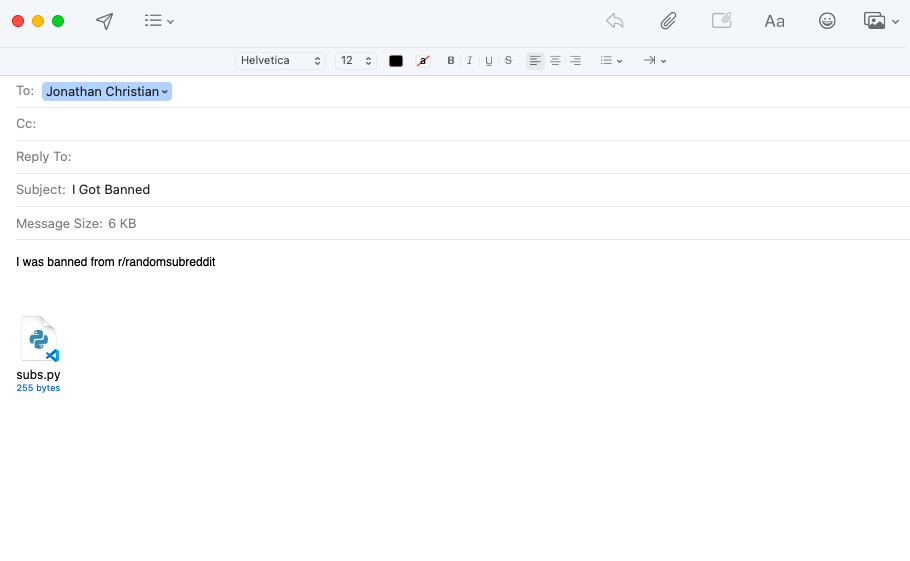 Helvetica 12 a B I U S
Aa
To: Jonathan Christian
Cc:
Reply To:
Subject: I Got Banned
Message Size: 6 KB
I was banned from r/randomsubreddit
subs.py
255 bytes